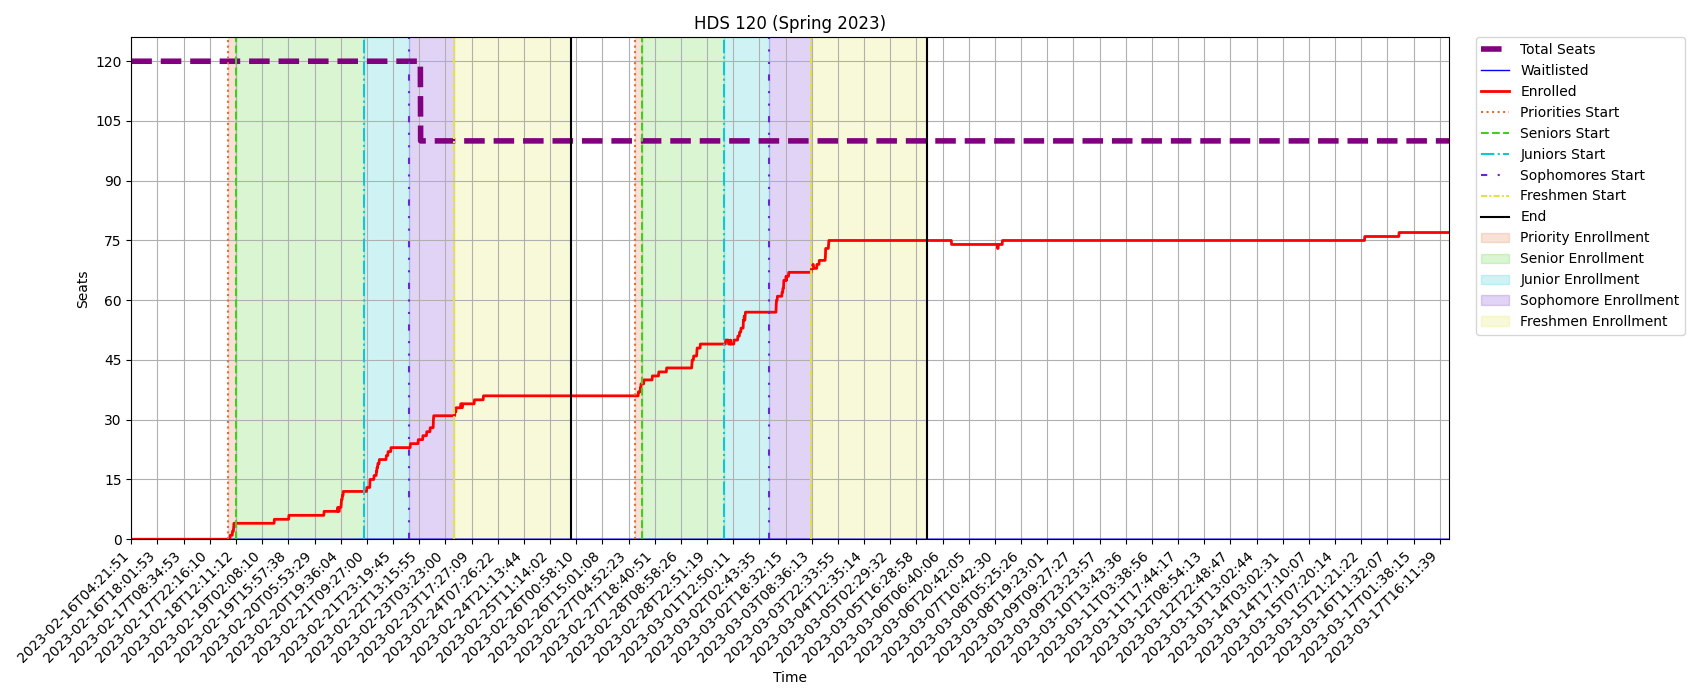 HDS 120 (Spring 2023)
Seats
120
105
90
75
60
45
30
15
0
2023-02-16T04:21:51
2023-02-16T18:01:53
2023-02-17T08:34:53
2023-02-17T22:16:10
2023-02-18T12:11:12
2023-02-19T02:08:10
2023-02-19T15:57:38
2023-02-20T05:53:29
2023-02-20T19:36:04
2023-02-21T09:27:00
2023-02-21T23:19:45
2023-02-22T13:15:55
2023-02-23T03:23:00
2023-02-23T17:27:09
2023-02-24T07:26:22
2023-02-24T21:13:44
2023-02-25T11:14:02
2023-02-26T00:58:10
2023-02-26T15:01:08
2023-02-27T04:52:23
2023-02-27T18:40:51
2023-02-28T08:58:26
2023-02-28T22:51:19
2023-03-01T12:50:11
2023-03-02T02:43:35
2023-03-02T18:32:15
2023-03-03T08:36:13
2023-03-03T22:33:55
2023-03-04T12:35:14
2023-03-05T02:29:32
2023-03-05T16:28:58
2023-03-06T06:40:06
2023-03-06T20:42:05
2023-03-07T10:42:30
2023-03-08T05:25:26
2023-03-08T19:23:01
2023-03-09T09:27:27
2023-03-09T23:23:57
2023-03-10T13:43:36
2023-03-11T03:38:56
2023-03-11T17:44:17
2023-03-12T08:54:13
2023-03-12T22:48:47
2023-03-13T13:02:44
2023-03-14T03:02:31
2023-03-14T17:10:07
2023-03-15T07:20:14
2023-03-15T21:21:22
2023-03-16T11:32:07
2023-03-17T01:38:15
2023-03-17T16:11:39
Time
Total Seats
Waitlisted
Enrolled
Priorities Start
Seniors Start
Juniors Start
Sophomores Start
Freshmen Start
End
Priority Enrollment
Senior Enrollment
Junior Enrollment
Sophomore Enrollment
Freshmen Enrollment